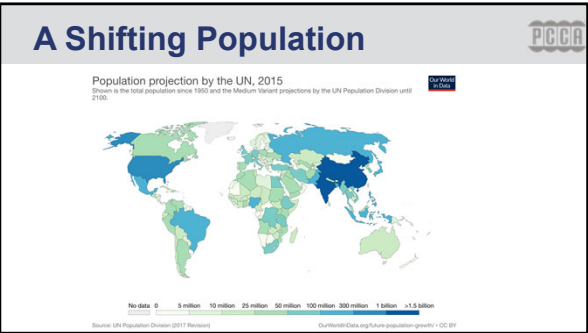 A Shifting Population
PCCA
Population projection by the UN, 2015
Our World
in Data
Shown is the total population since 1950 and the Medium Variant projections by the UN Population Division until
2100.
No data 0 5 million 10 million 25 million 50 million 100 million 300 million 1 billion >1.5 billion
Source: UN Population Division (2017 Revision) OurWorldInData.org/future-population-growth/ • CC BY